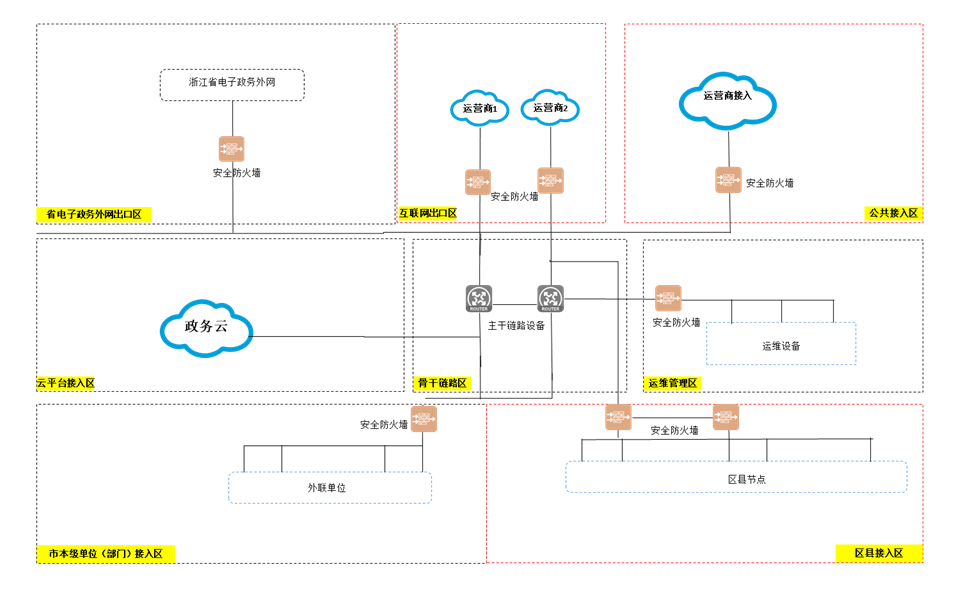 浙江省电子政务外网
安全防火墙
省电子政务外网出口区
运营商1
运营商2
安全防火墙
互联网出口区
运营商接入
安全防火墙
公共接入区
政务云
云平台接入区
ROUTER
ROUTER
主干链路设备
骨干链路区
安全防火墙
运维设备
运维管理区
安全防火墙
外联单位
市本级单位（部门）接入区
安全防火墙
区县节点
区县接入区